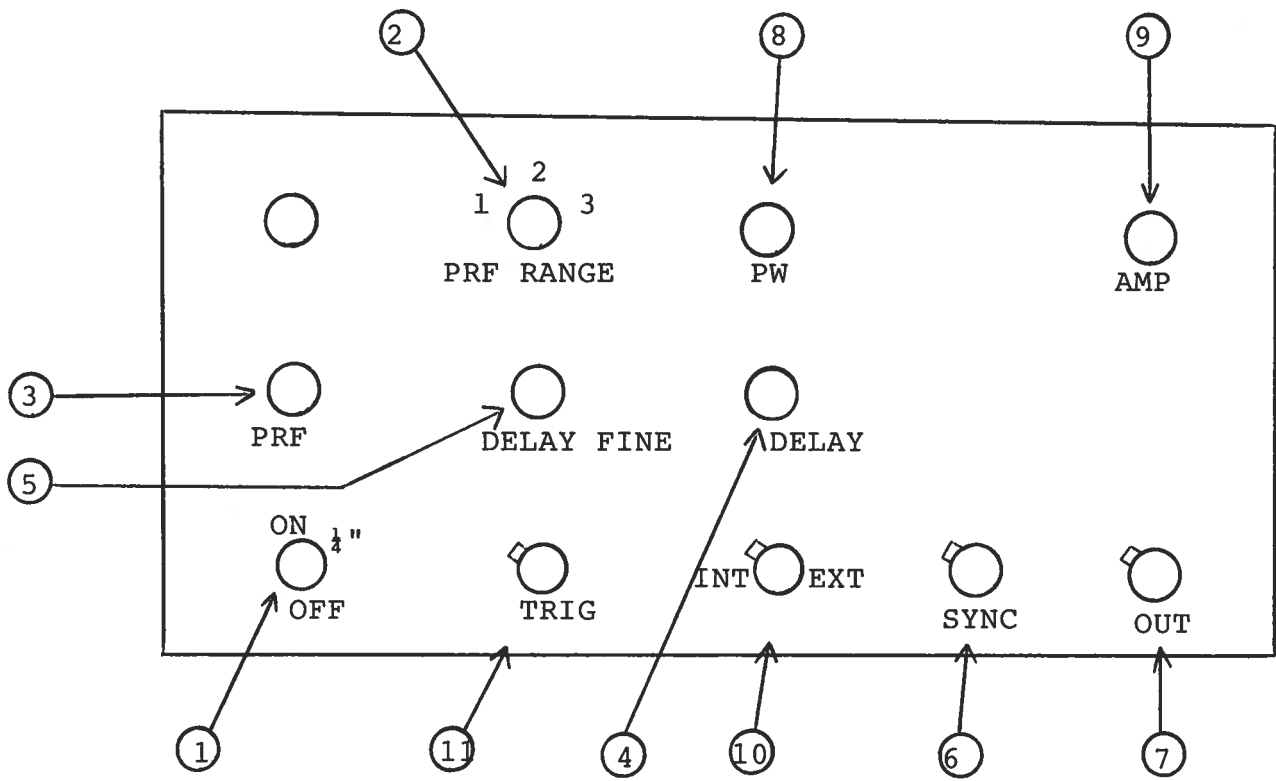 2
8
9
2
1
3
PRF RANGE
PW
AMP
3
PRF
DELAY FINE
DELAY
5
ON
¼"
OFF
TRIG
INT
EXT
SYNC
OUT
1
11
4
10
6
7